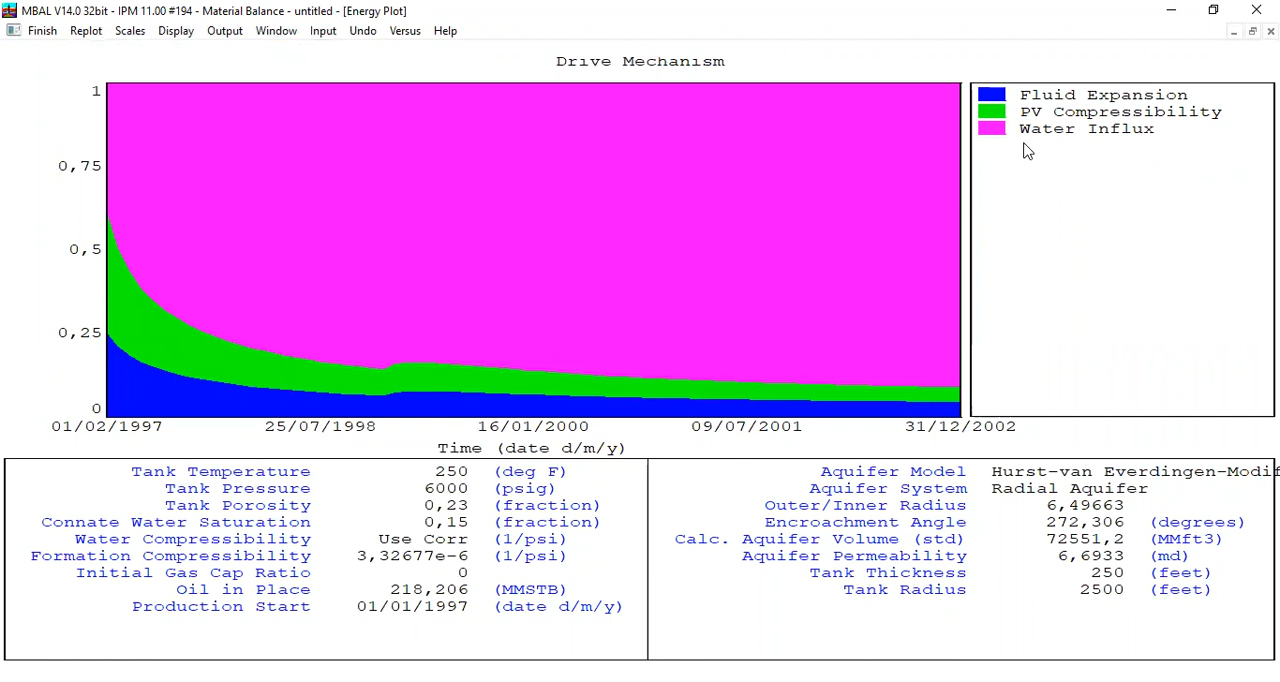 MBAL V14.0 32bit - IPM 11.00 #194 - Material Balance - untitled - [Energy Plot]
Finish Replot Scales Display Output Window Input Undo Versus Help
Drive Mechanism
1
0,75
0,5
0,25
0
01/02/1997 25/07/1998 16/01/2000 09/07/2001 31/12/2002
Time (date d/m/y)
Fluid Expansion
PV Compressibility
Water Influx
Tank Temperature 250 (deg F)
Tank Pressure 6000 (psig)
Tank Porosity 0,23 (fraction)
Connate Water Saturation 0,15 (fraction)
Water Compressibility Use Corr (1/psi)
Formation Compressibility 3,32677e-6 (1/psi)
Initial Gas Cap Ratio 0
Oil in Place 218,206 (MMSTB)
Production Start 01/01/1997 (date d/m/y)
Aquifer Model Hurst-van Everdingen-Modif
Aquifer System Radial Aquifer
Outer/Inner Radius 6,49663
Encroachment Angle 272,306 (degrees)
Calc. Aquifer Volume (std) 72551,2 (MMft3)
Aquifer Permeability 6,6933 (md)
Tank Thickness 250 (feet)
Tank Radius 2500 (feet)